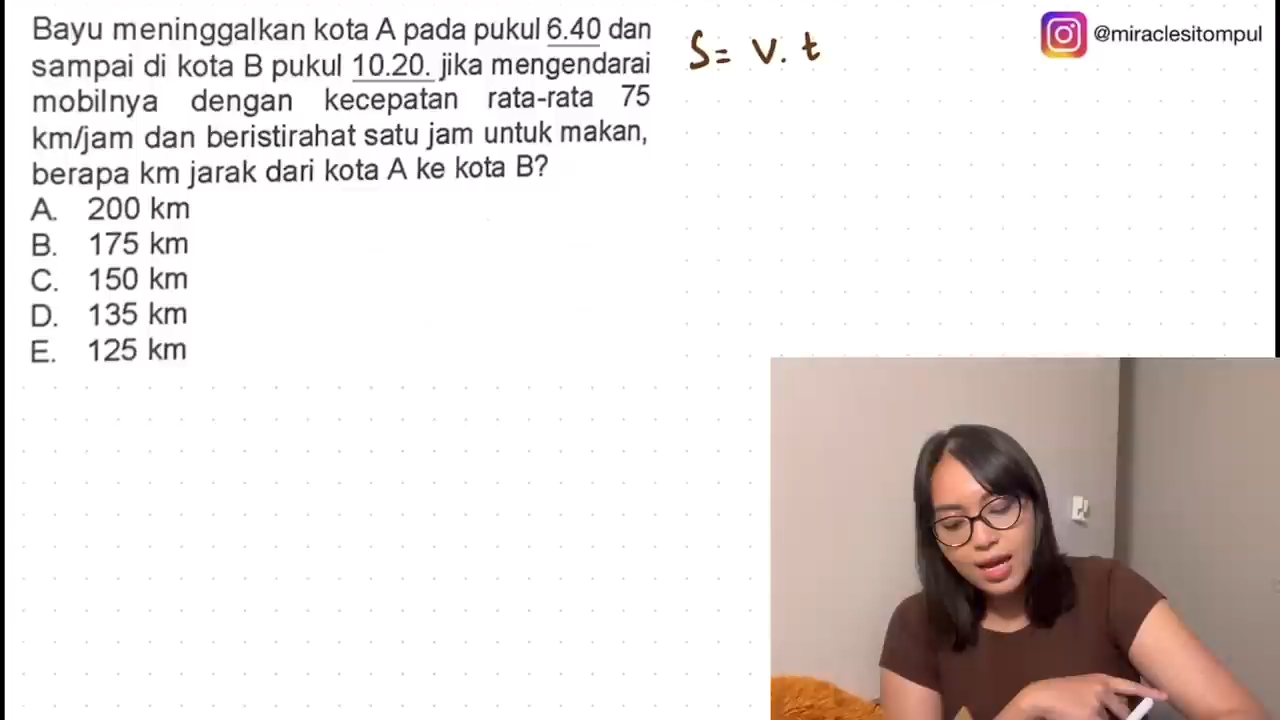 Bayu meninggalkan kota A pada pukul 6.40 dan
sampai di kota B pukul 10.20. jika mengendarai
mobilnya dengan kecepatan rata-rata 75
km/jam dan beristirahat satu jam untuk makan,
berapa km jarak dari kota A ke kota B?
A. 200 km
B. 175 km
C. 150 km
D. 135 km
E. 125 km
S = V. t
@miraclesitompul